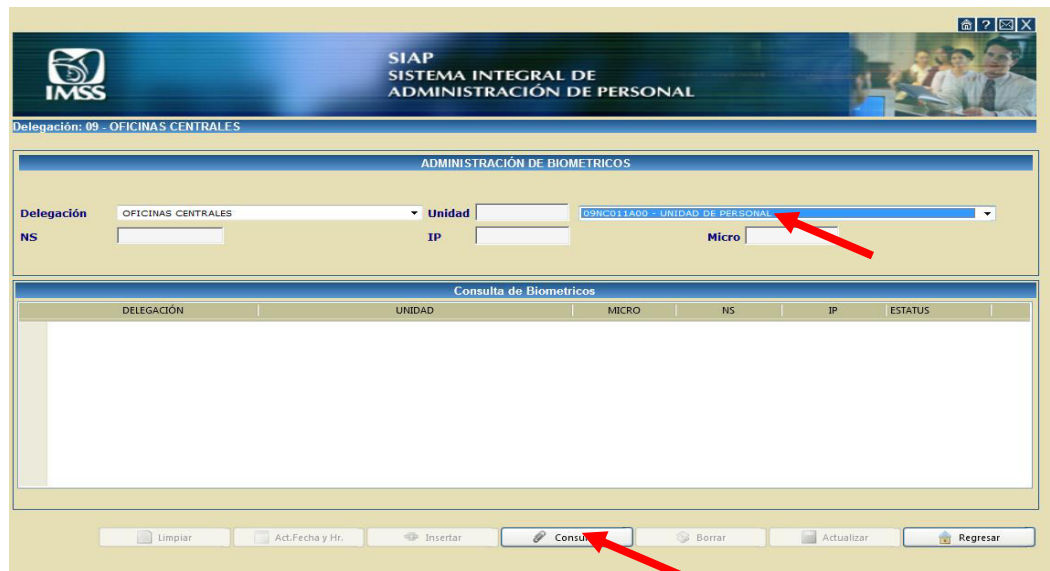 SIAP
SISTEMA INTEGRAL DE
ADMINISTRACIÓN DE PERSONAL
IMSS
Delegación: 09 - OFICINAS CENTRALES
ADMINISTRACIÓN DE BIOMETRICOS
Delegación OFICINAS CENTRALES Unidad 09NC011A00 - UNIDAD DE PERSONAL
NS IP Micro
Consulta de Biometricos
DELEGACIÓN UNIDAD MICRO NS IP ESTATUS
Limpiar Act.Fecha y Hr. Insertar Borrar Actualizar Regresar